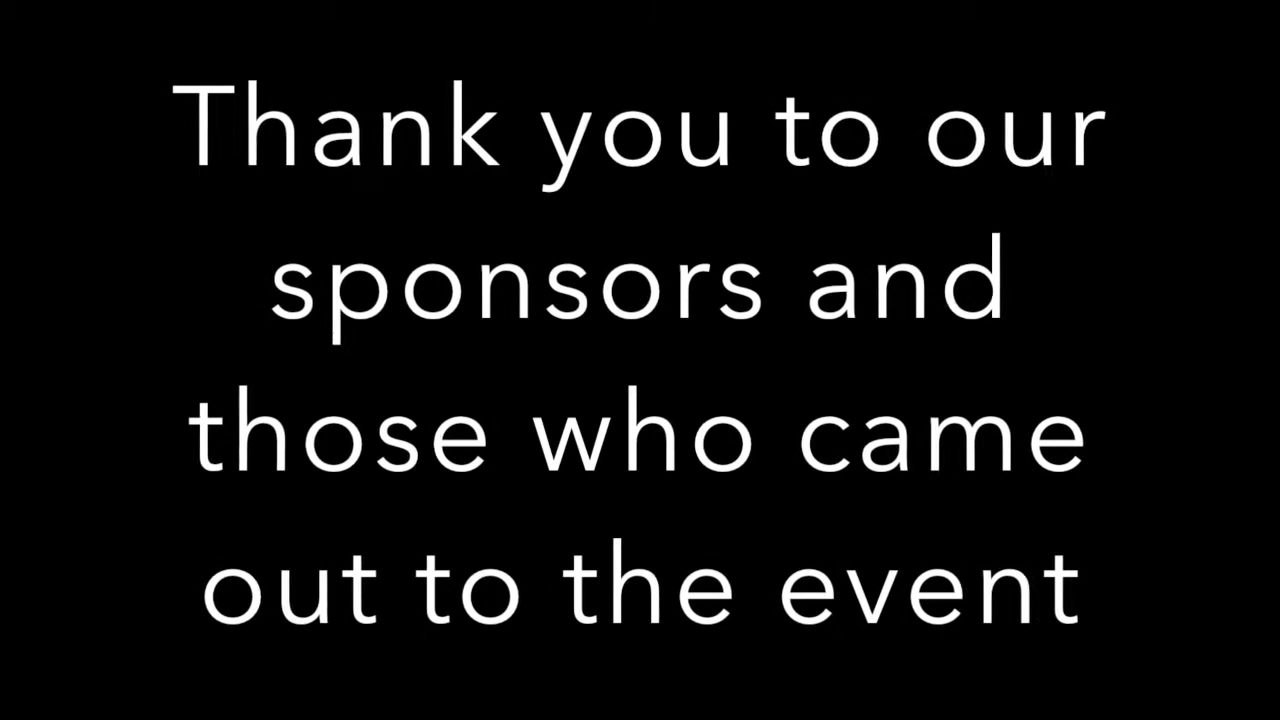 Thank you to our
sponsors and
those who came
out to the event